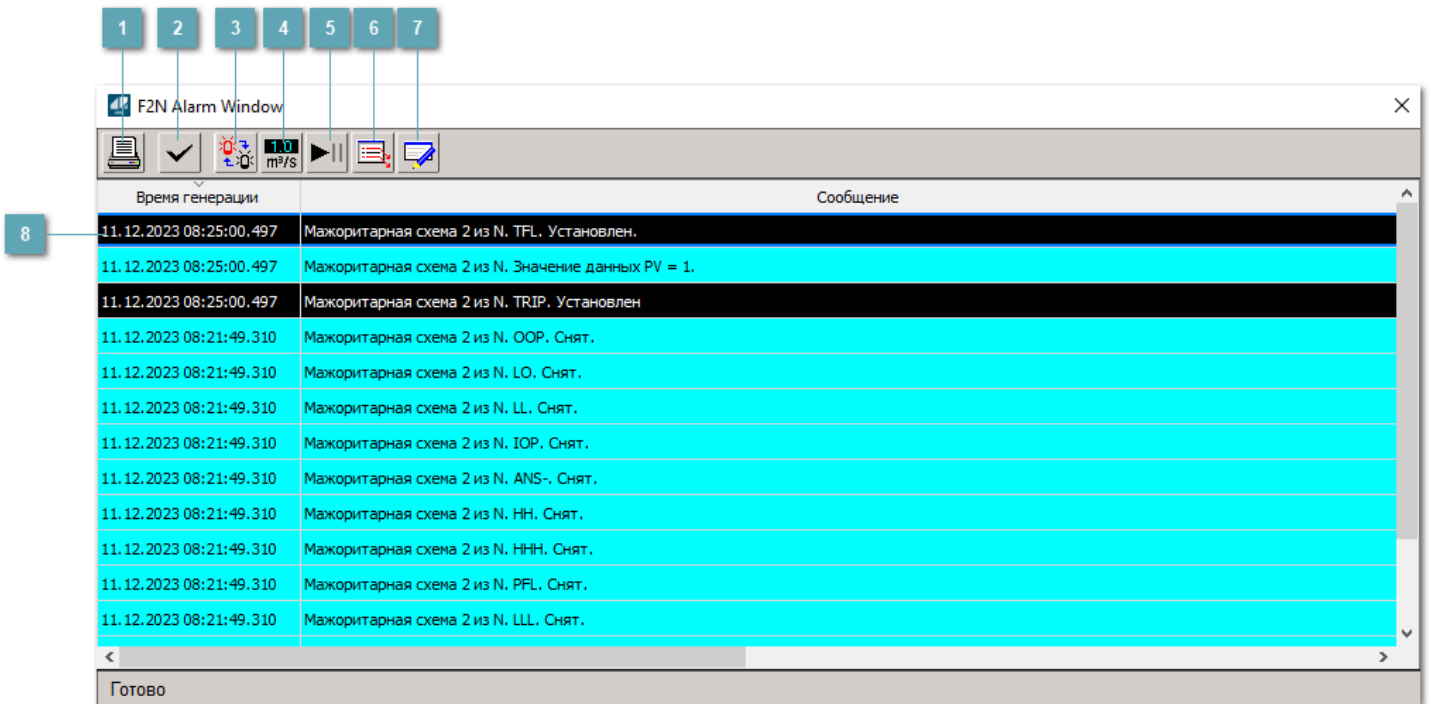 1 2 3 4 5 6 7
F2N Alarm Window
1.0
m³/s
Время генерации Сообщение
8
11.12.2023 08:25:00.497 Мажоритарная схема 2 из N. TFL. Установлен.
11.12.2023 08:25:00.497 Мажоритарная схема 2 из N. Значение данных PV = 1.
11.12.2023 08:25:00.497 Мажоритарная схема 2 из N. TRIP. Установлен
11.12.2023 08:21:49.310 Мажоритарная схема 2 из N. OOP. Снят.
11.12.2023 08:21:49.310 Мажоритарная схема 2 из N. LO. Снят.
11.12.2023 08:21:49.310 Мажоритарная схема 2 из N. LL. Снят.
11.12.2023 08:21:49.310 Мажоритарная схема 2 из N. IOP. Снят.
11.12.2023 08:21:49.310 Мажоритарная схема 2 из N. ANS-. Снят.
11.12.2023 08:21:49.310 Мажоритарная схема 2 из N. HH. Снят.
11.12.2023 08:21:49.310 Мажоритарная схема 2 из N. HHH. Снят.
11.12.2023 08:21:49.310 Мажоритарная схема 2 из N. PFL. Снят.
11.12.2023 08:21:49.310 Мажоритарная схема 2 из N. LLL. Снят.
Готово